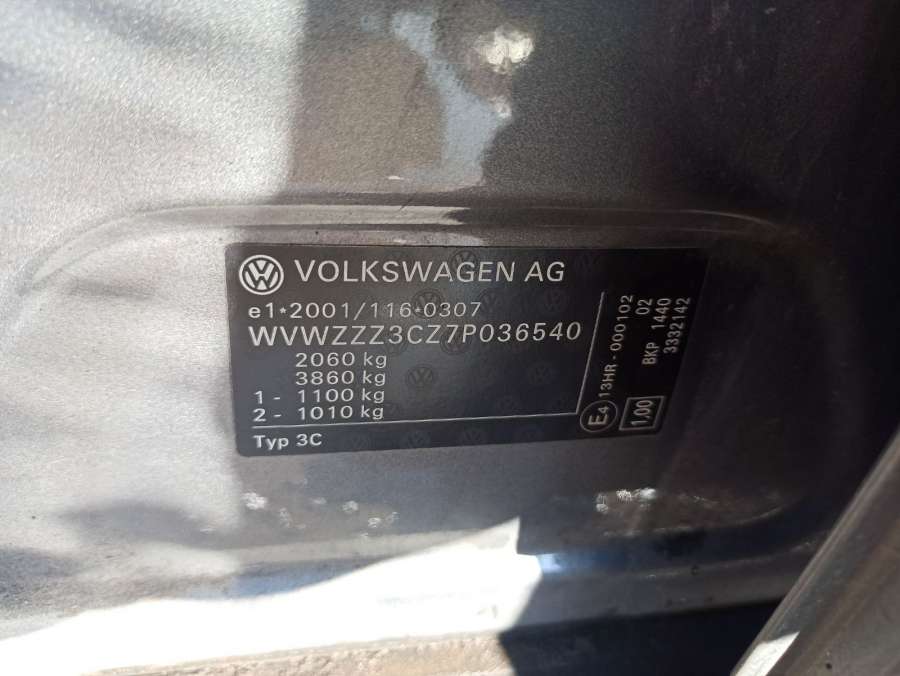 VOLKSWAGEN AG
e1*2001/116*0307
WVWZZZ3CZ7P036540
2060 kg
3860 kg
1 - 1100 kg
2 - 1010 kg
Typ 3C
E4 13HR-000102
1,00
BKP 02
1440
3332142